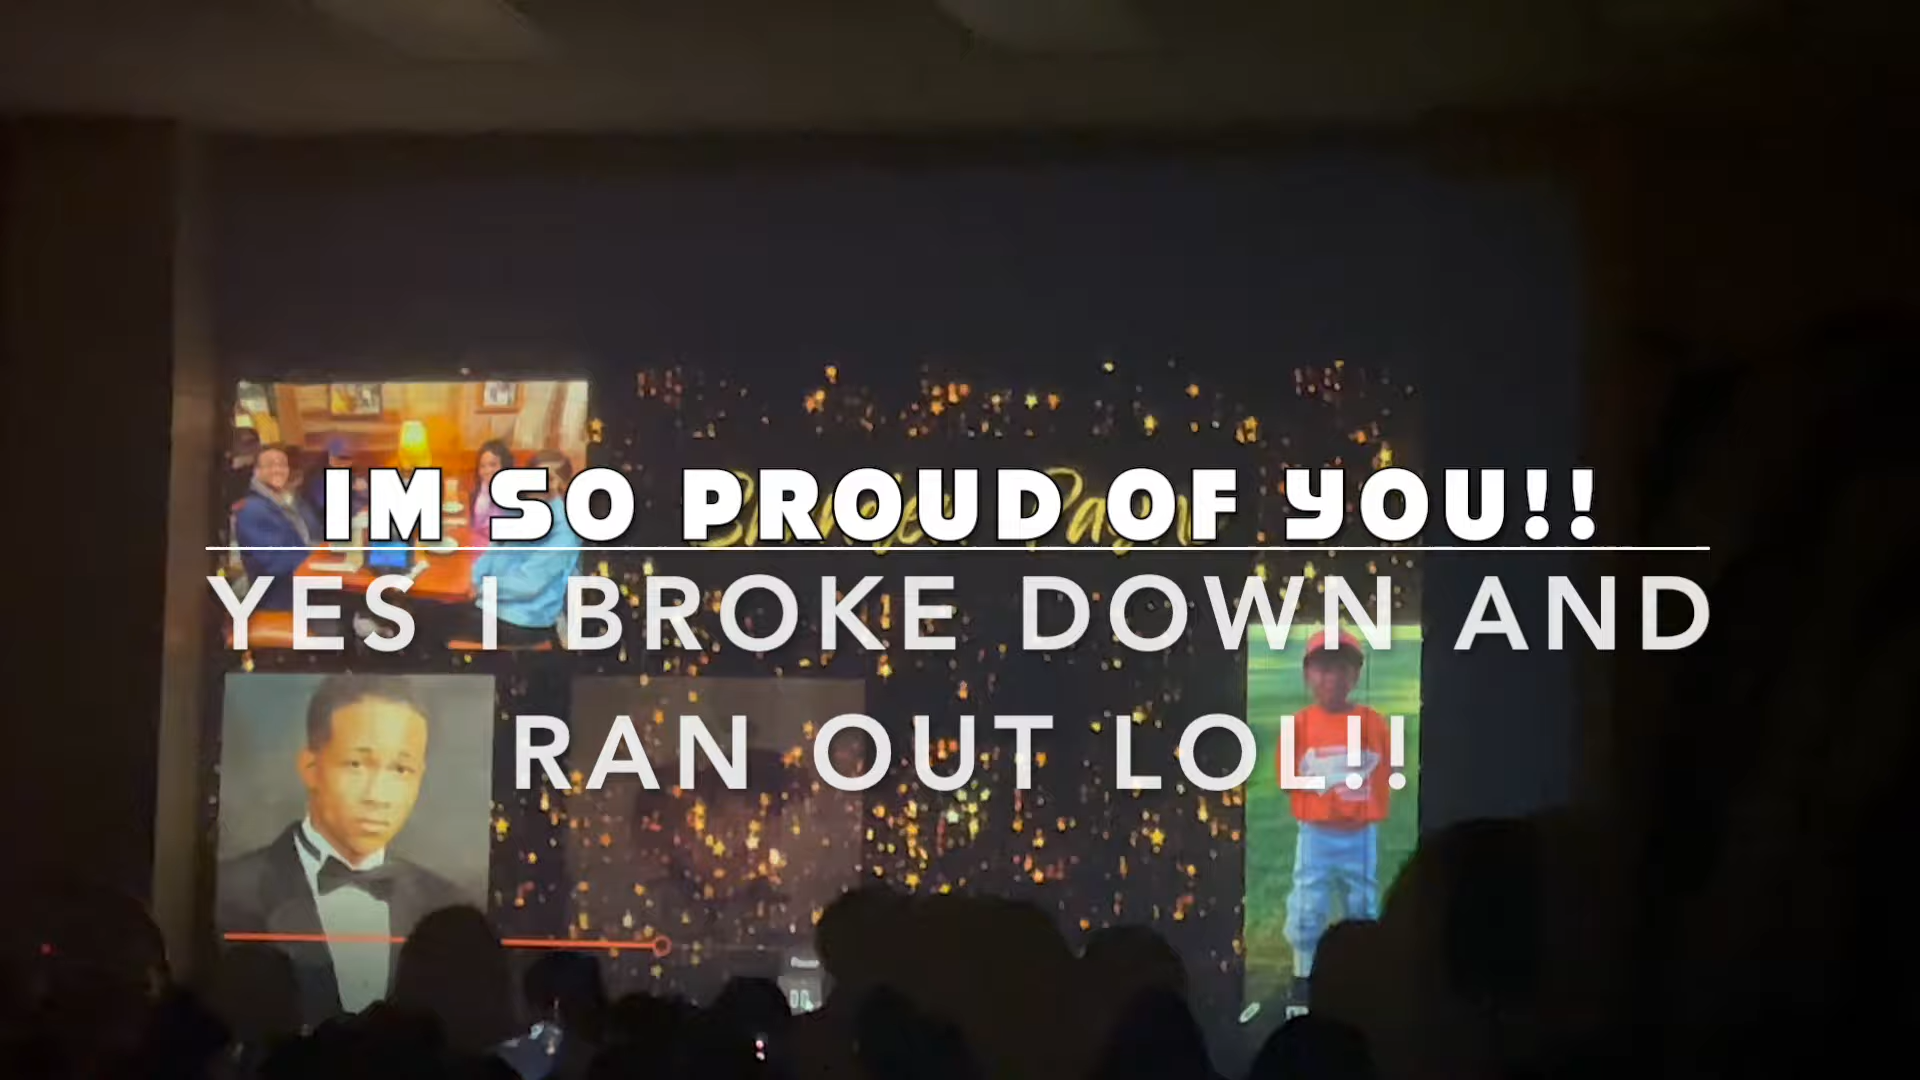 IM SO PROUD OF YOU!!
YES I BROKE DOWN AND
RAN OUT LOL!!